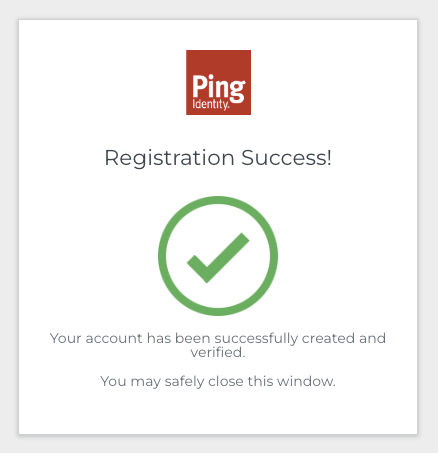 Ping
Identity.
Registration Success!
Your account has been successfully created and
verified.
You may safely close this window.